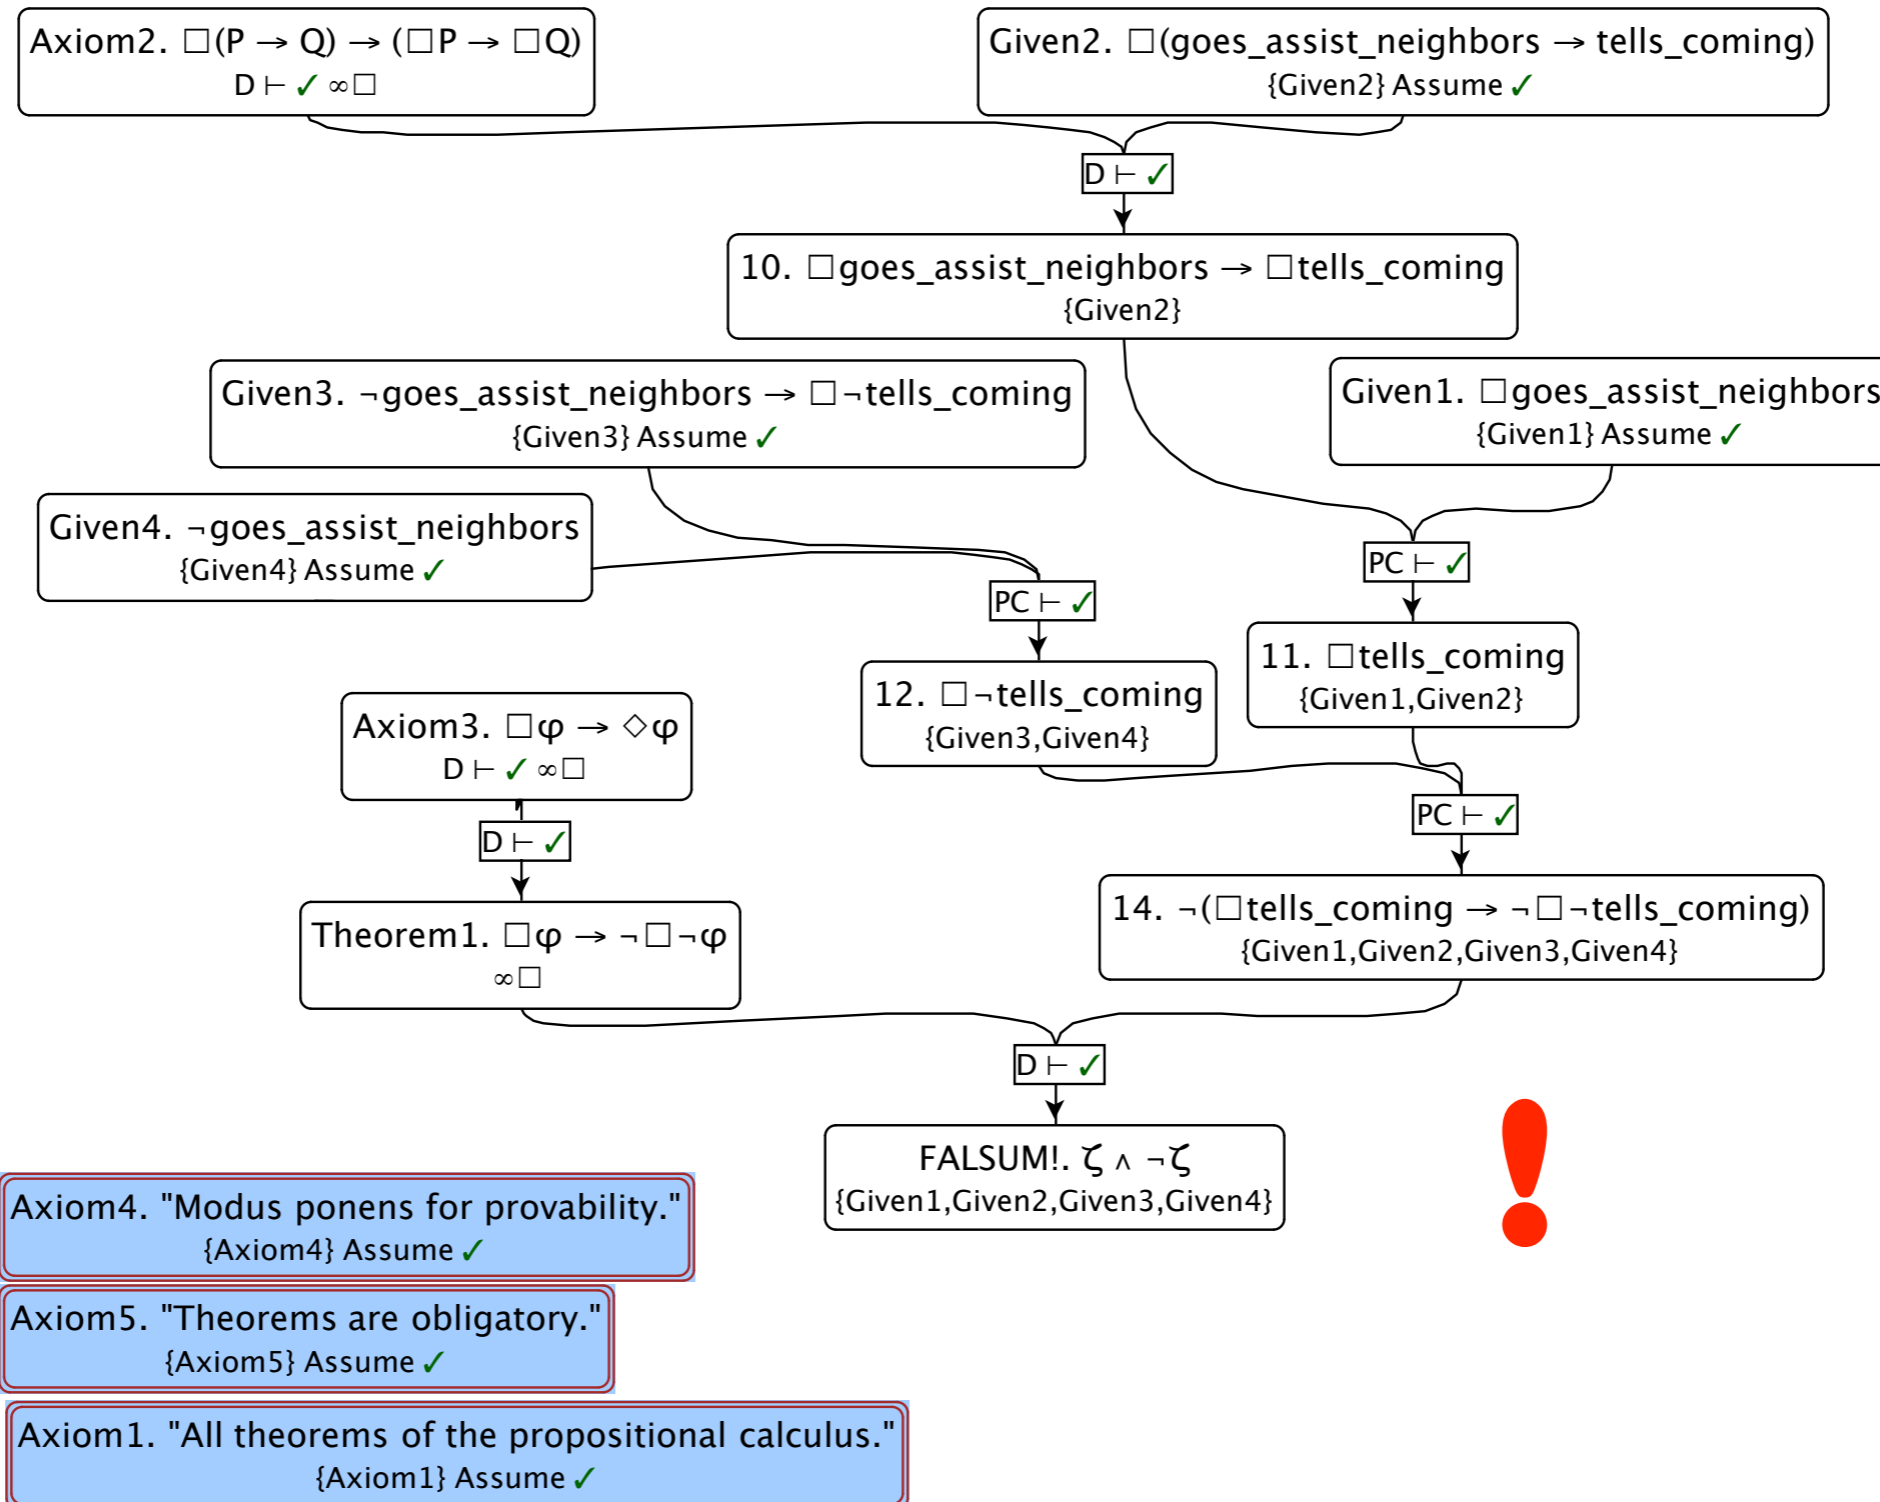 Axiom2. □(P → Q) → (□P → □Q)
D ⊢ ✓ ∞□
Given2. □(goes_assist_neighbors → tells_coming)
{Given2} Assume ✓
D ⊢ ✓
10. □goes_assist_neighbors → □tells_coming
{Given2}
Given3. ¬goes_assist_neighbors → □¬tells_coming
{Given3} Assume ✓
Given1. □goes_assist_neighbors
{Given1} Assume ✓
Given4. ¬goes_assist_neighbors
{Given4} Assume ✓
PC ⊢ ✓
PC ⊢ ✓
11. □tells_coming
{Given1,Given2}
12. □¬tells_coming
{Given3,Given4}
Axiom3. □φ → ◇φ
D ⊢ ✓ ∞□
PC ⊢ ✓
D ⊢ ✓
14. ¬(□tells_coming → ¬□¬tells_coming)
{Given1,Given2,Given3,Given4}
Theorem1. □φ → ¬□¬φ
∞□
D ⊢ ✓
FALSUM!. ζ ∧ ¬ζ
{Given1,Given2,Given3,Given4}
!
Axiom4. "Modus ponens for provability."
{Axiom4} Assume ✓
Axiom5. "Theorems are obligatory."
{Axiom5} Assume ✓
Axiom1. "All theorems of the propositional calculus."
{Axiom1} Assume ✓